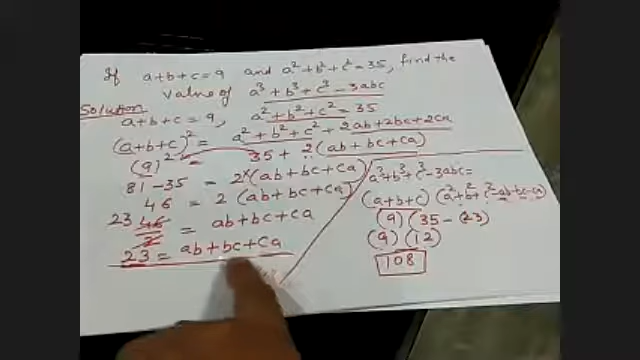 If a+b+c=9 and a²+b²+c²=35, find the
value of a³+b³+c³-3abc
Solution
a+b+c=9, a²+b²+c²=35
(a+b+c)² = a²+b²+c²+2ab+2bc+2ca
(9)² = 35+2(ab+bc+ca)
81-35 = 2×(ab+bc+ca)
46 = 2(ab+bc+ca)
23 46/2 = ab+bc+ca
23 = ab+bc+ca
a³+b³+c³-3abc=
(a+b+c)(a²+b²+c²-ab-bc-ca)
(9)(35-(23)
(9)(12)
108